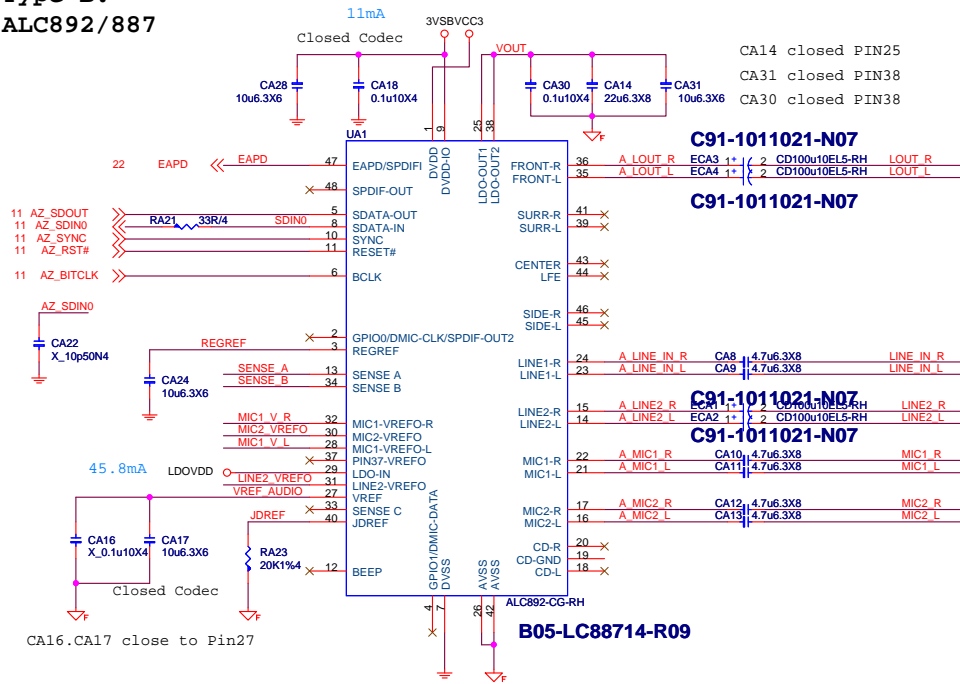 Type B:
ALC892/887
11mA
Closed Codec
3VSB
VCC3
VOUT
CA28
10u6.3X6
CA18
0.1u10X4
CA30
0.1u10X4
CA14
22u6.3X8
CA31
10u6.3X6
CA14 closed PIN25
CA31 closed PIN38
CA30 closed PIN38
UA1
1
9
25
38
DVDD
DVDD-IO
LDO-OUT1
LDO-OUT2
22 EAPD
EAPD
47
EAPD/SPDIFI
48
SPDIF-OUT
11 AZ_SDOUT
5
SDATA-OUT
11 AZ_SDIN0
RA21
33R/4
SDIN0
8
SDATA-IN
11 AZ_SYNC
10
SYNC
11 AZ_RST#
11
RESET#
11 AZ_BITCLK
6
BCLK
AZ_SDIN0
CA22
X_10p50N4
2
GPIO0/DMIC-CLK/SPDIF-OUT2
REGREF
3
REGREF
CA24
10u6.3X6
SENSE_A
13
SENSE A
SENSE_B
34
SENSE B
MIC1_V_R
32
MIC1-VREFO-R
MIC2_VREFO
30
MIC2-VREFO
MIC1_V_L
28
MIC1-VREFO-L
37
PIN37-VREFO
45.8mA
LDOVDD
29
LDO-IN
LINE2_VREFO
31
LINE2-VREFO
VREF_AUDIO
27
VREF
33
SENSE C
JDREF
40
JDREF
CA16
X_0.1u10X4
CA17
10u6.3X6
RA23
20K1%4
12
BEEP
Closed Codec
CA16.CA17 close to Pin27
GPIO1/DMIC-DATA
DVSS
AVSS
AVSS
4
7
26
42
F
F
F
F
C91-1011021-N07
FRONT-R
36
A_LOUT_R
ECA3
1
+
2
CD100u10EL5-RH
LOUT_R
FRONT-L
35
A_LOUT_L
ECA4
1
+
2
CD100u10EL5-RH
LOUT_L
C91-1011021-N07
SURR-R
41
SURR-L
39
CENTER
43
LFE
44
SIDE-R
46
SIDE-L
45
LINE1-R
24
A_LINE_IN_R
CA8
4.7u6.3X8
LINE_IN_R
LINE1-L
23
A_LINE_IN_L
CA9
4.7u6.3X8
LINE_IN_L
C91-1011021-N07
LINE2-R
15
A_LINE2_R
ECA1
1
+
2
CD100u10EL5-RH
LINE2_R
LINE2-L
14
A_LINE2_L
ECA2
1
+
2
CD100u10EL5-RH
LINE2_L
C91-1011021-N07
MIC1-R
22
A_MIC1_R
CA10
4.7u6.3X8
MIC1_R
MIC1-L
21
A_MIC1_L
CA11
4.7u6.3X8
MIC1_L
MIC2-R
17
A_MIC2_R
CA12
4.7u6.3X8
MIC2_R
MIC2-L
16
A_MIC2_L
CA13
4.7u6.3X8
MIC2_L
CD-R
20
CD-GND
19
CD-L
18
ALC892-CG-RH
B05-LC88714-R09